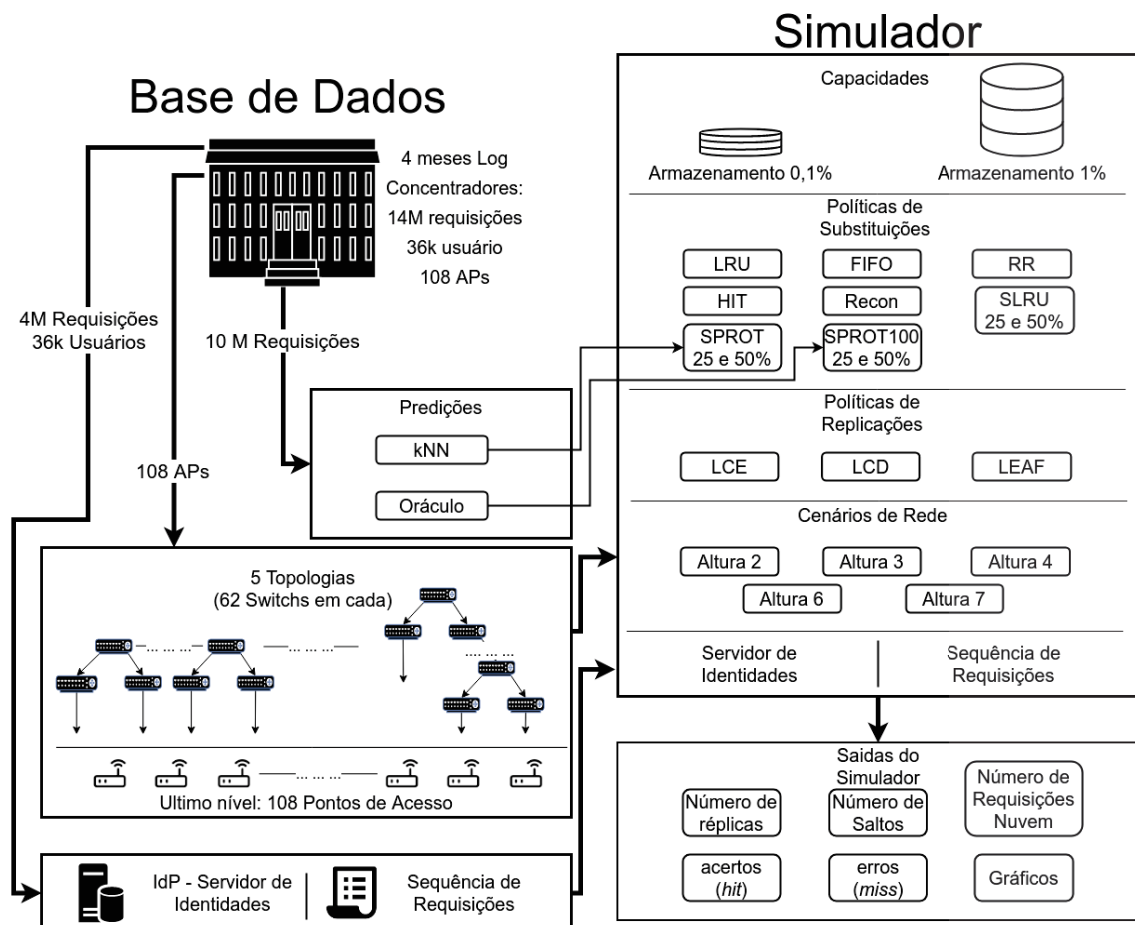 Simulador
Base de Dados
4 meses Log
Concentradores:
14M requisições
36k usuário
108 APs
4M Requisições
36k Usuários
10 M Requisições
108 APs
Predições
kNN
Oráculo
5 Topologias
(62 Switchs em cada)
... ... ...
... ... ...
... ... ...
... ... ...
Ultimo nível: 108 Pontos de Acesso
IdP - Servidor de
Identidades
Sequência de
Requisições
Capacidades
Armazenamento 0,1%
Armazenamento 1%
Políticas de
Substituições
LRU
FIFO
RR
HIT
Recon
SLRU
25 e 50%
SPROT
25 e 50%
SPROT100
25 e 50%
Políticas de
Replicações
LCE
LCD
LEAF
Cenários de Rede
Altura 2
Altura 3
Altura 4
Altura 6
Altura 7
Servidor de
Identidades
Sequência de
Requisições
Saidas do
Simulador
Número de
réplicas
Número de
Saltos
Número de
Requisições
Nuvem
acertos
(hit)
erros
(miss)
Gráficos